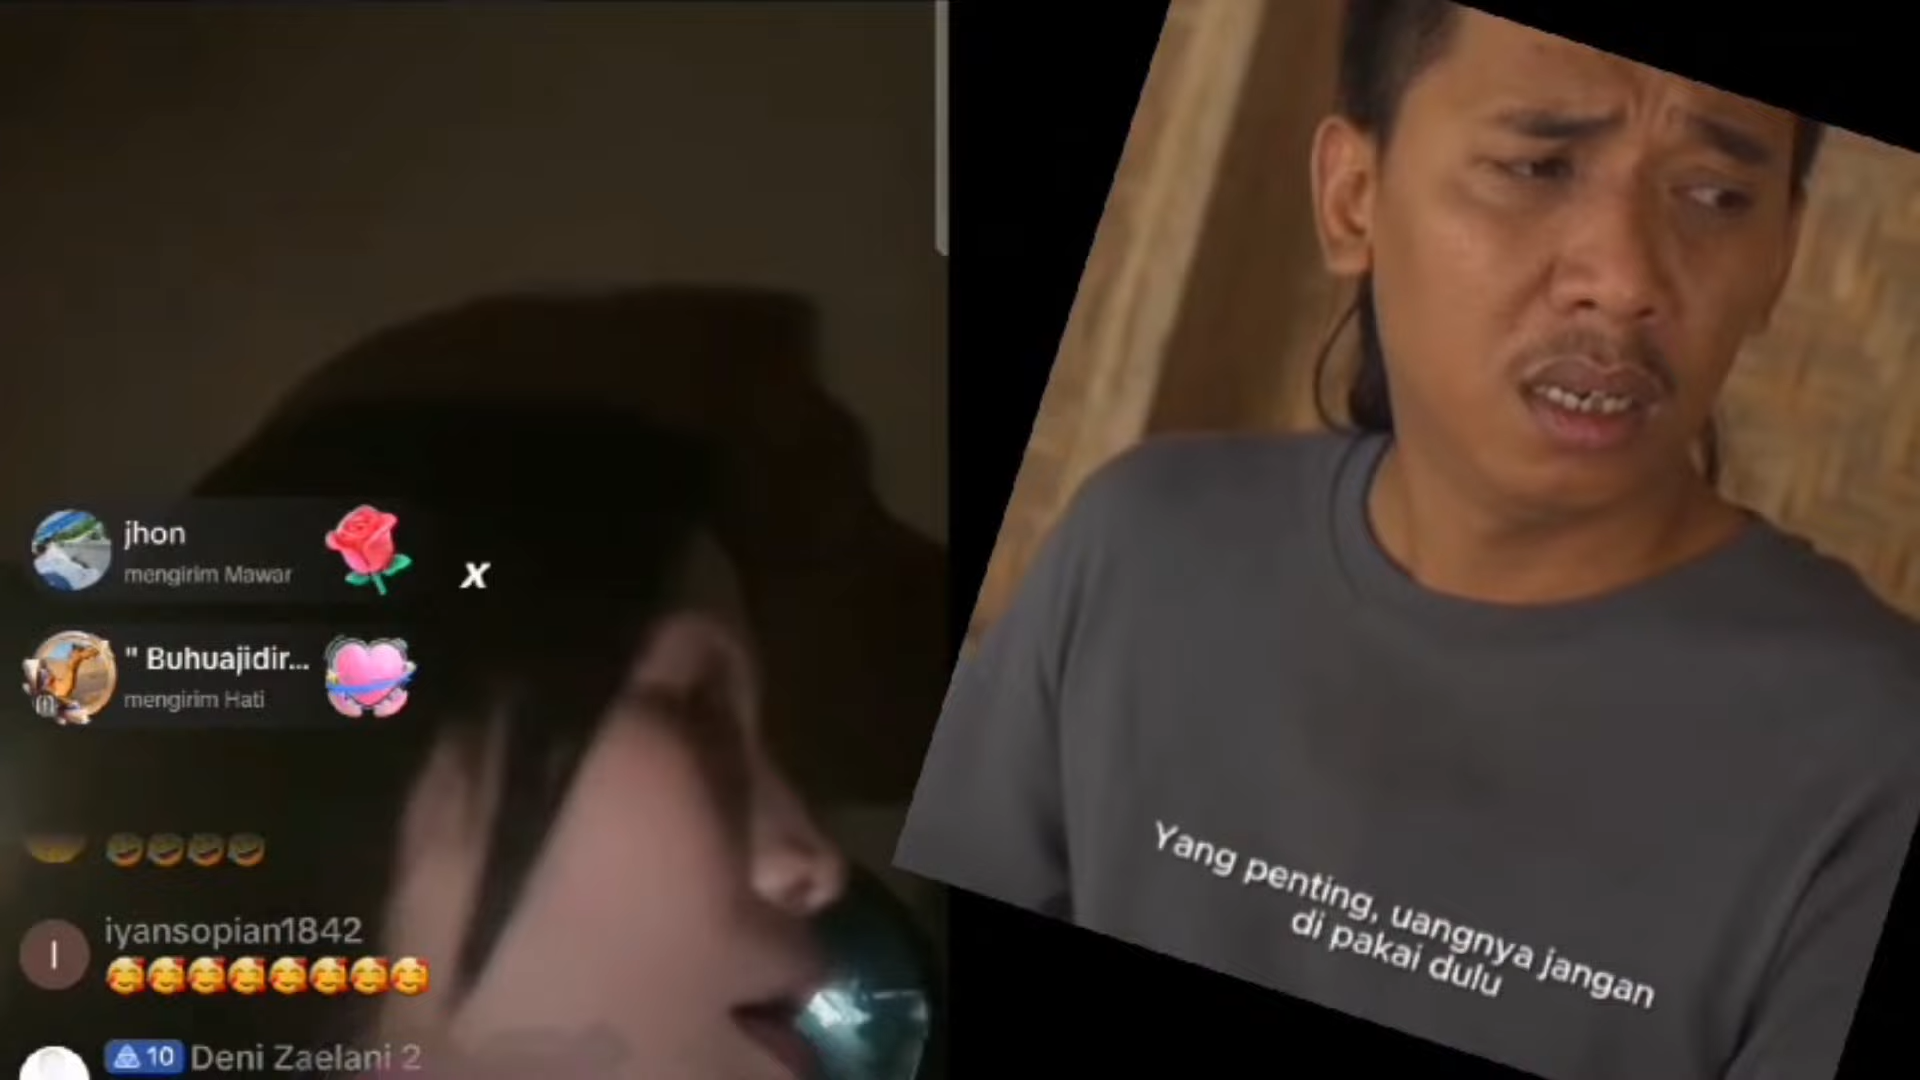 jhon
mengirim Mawar
x
" Buhuajidir...
mengirim Hati
I
iyansopian1842
10 Deni Zaelani 2
Yang penting, uangnya jangan
di pakai dulu